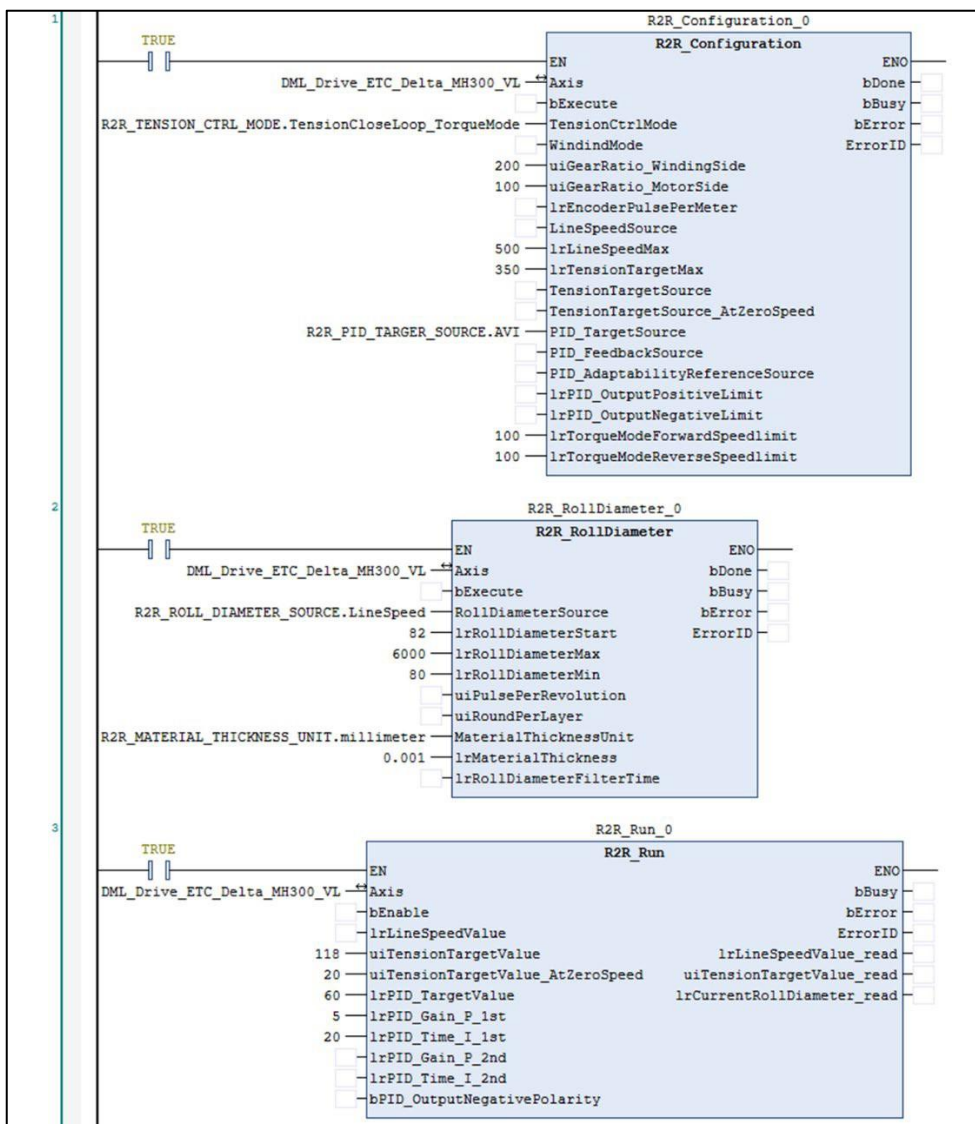 1
R2R_Configuration_0
TRUE
R2R_Configuration
EN ENO
DML_Drive_ETC_Delta_MH300_VL Axis bDone
bExecute bBusy
R2R_TENSION_CTRL_MODE.TensionCloseLoop_TorqueMode TensionCtrlMode bError
WindindMode ErrorID
200 uiGearRatio_WindingSide
100 uiGearRatio_MotorSide
lrEncoderPulsePerMeter
LineSpeedSource
500 lrLineSpeedMax
350 lrTensionTargetMax
TensionTargetSource
TensionTargetSource_AtZeroSpeed
R2R_PID_TARGER_SOURCE.AVI PID_TargetSource
PID_FeedbackSource
PID_AdaptabilityReferenceSource
lrPID_OutputPositiveLimit
lrPID_OutputNegativeLimit
100 lrTorqueModeForwardSpeedlimit
100 lrTorqueModeReverseSpeedlimit
2
R2R_RollDiameter_0
TRUE
R2R_RollDiameter
EN ENO
DML_Drive_ETC_Delta_MH300_VL Axis bDone
bExecute bBusy
R2R_ROLL_DIAMETER_SOURCE.LineSpeed RollDiameterSource bError
82 lrRollDiameterStart ErrorID
6000 lrRollDiameterMax
80 lrRollDiameterMin
uiPulsePerRevolution
uiRoundPerLayer
R2R_MATERIAL_THICKNESS_UNIT.millimeter MaterialThicknessUnit
0.001 lrMaterialThickness
lrRollDiameterFilterTime
3
R2R_Run_0
TRUE
R2R_Run
EN ENO
DML_Drive_ETC_Delta_MH300_VL Axis bBusy
bEnable bError
lrLineSpeedValue ErrorID
118 uiTensionTargetValue lrLineSpeedValue_read
20 uiTensionTargetValue_AtZeroSpeed uiTensionTargetValue_read
60 lrPID_TargetValue lrCurrentRollDiameter_read
5 lrPID_Gain_P_1st
20 lrPID_Time_I_1st
lrPID_Gain_P_2nd
lrPID_Time_I_2nd
bPID_OutputNegativePolarity